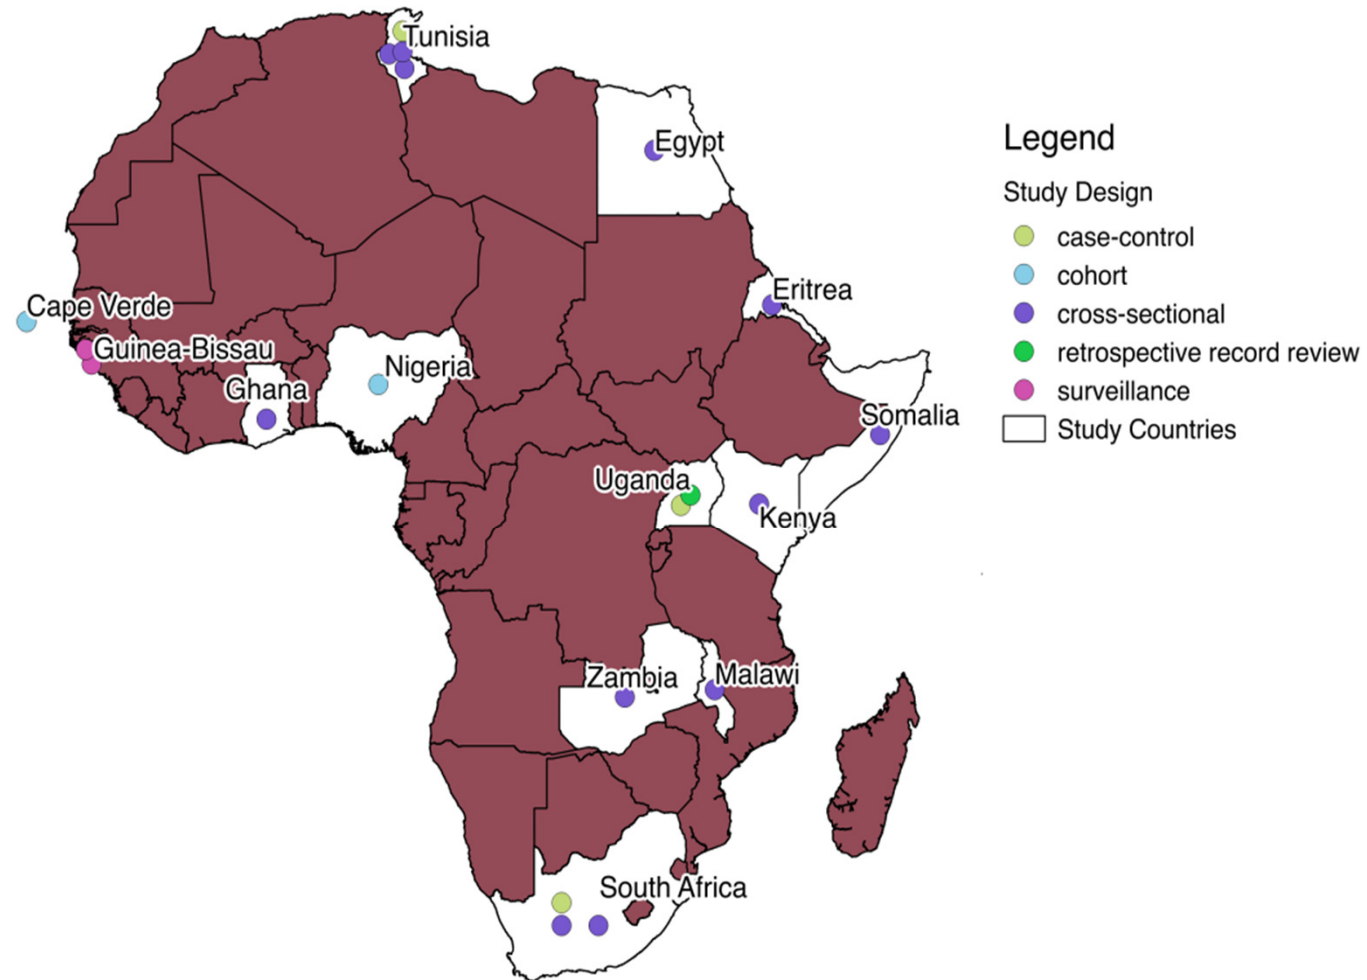 Tunisia
Egypt
Eritrea
Cape Verde
Guinea-Bissau
Ghana
Nigeria
Somalia
Uganda
Kenya
Zambia
Malawi
South Africa
Legend
Study Design
case-control
cohort
cross-sectional
retrospective record review
surveillance
Study Countries